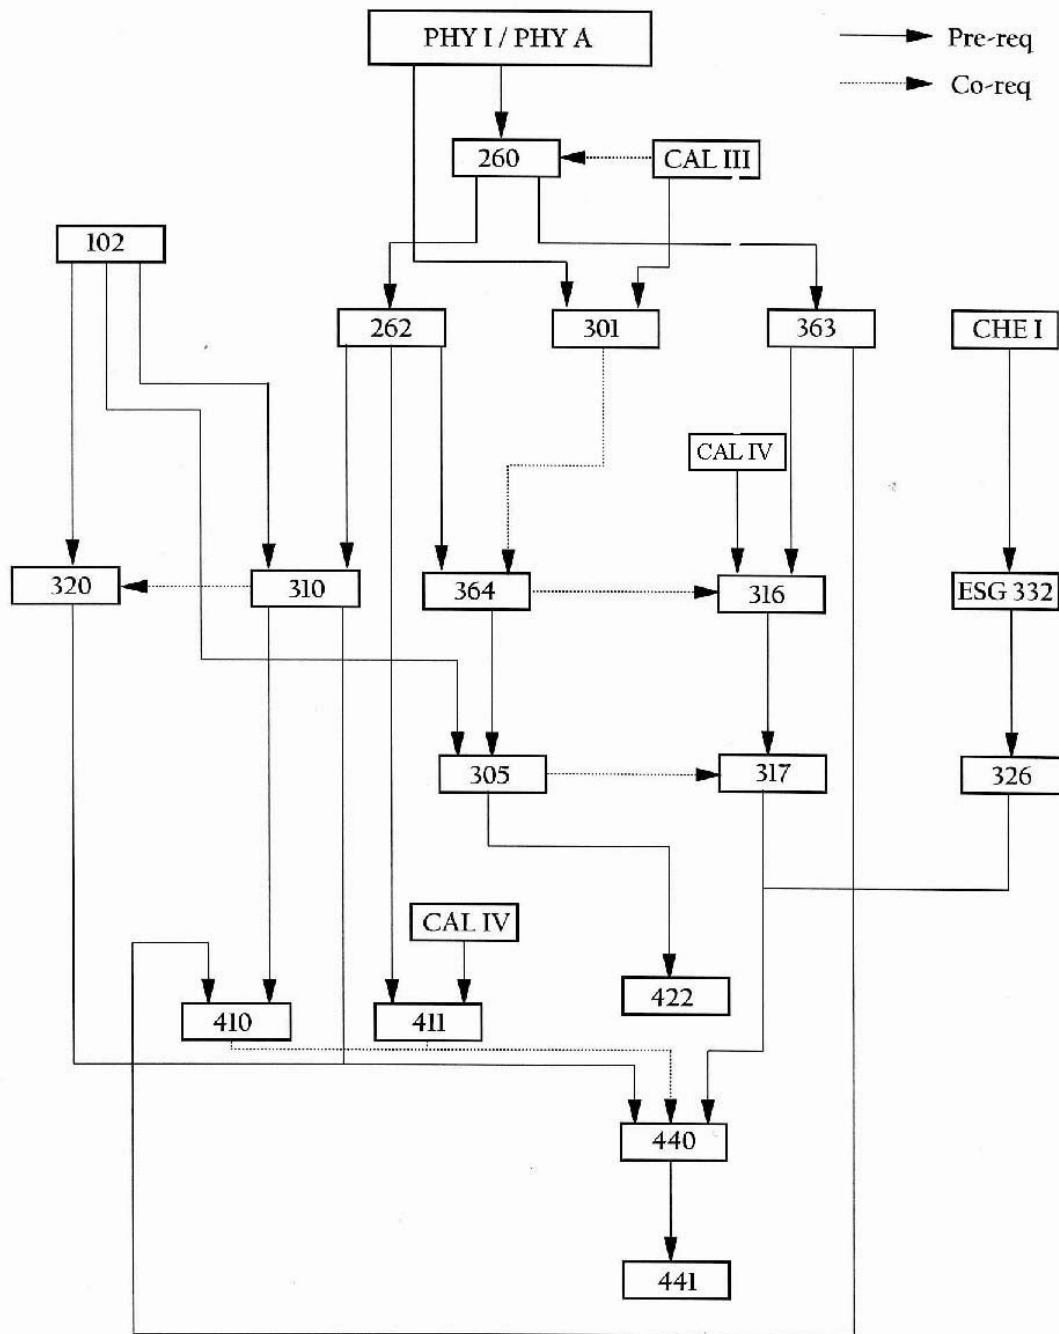 PHY I / PHY A
Pre-req
Co-req
260
CAL III
102
262
301
363
CHE I
CAL IV
320
310
364
316
ESG 332
305
317
326
CAL IV
410
411
422
440
441